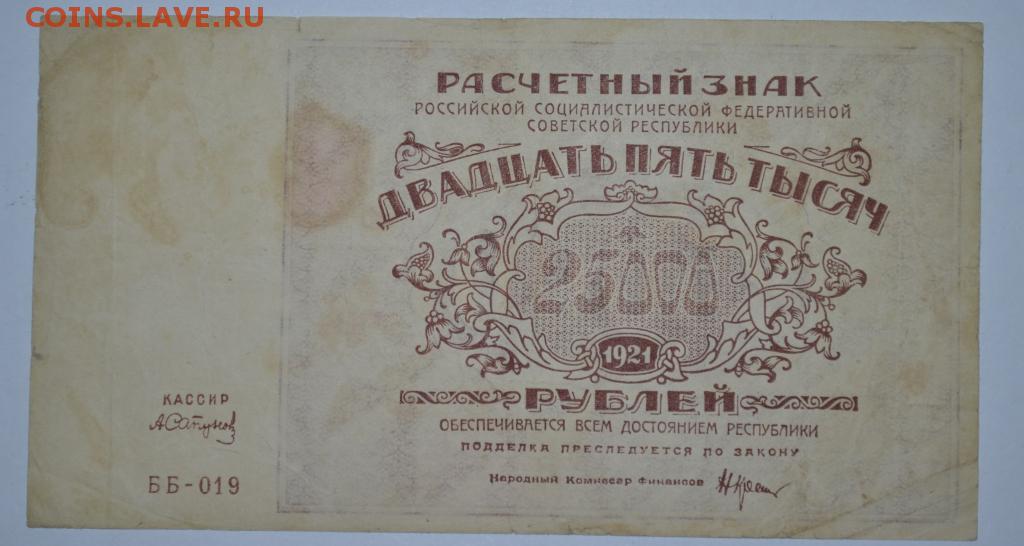 COINS.LAVE.RU
РАСЧЕТНЫЙ ЗНАК
РОССИЙСКОЙ СОЦИАЛИСТИЧЕСКОЙ ФЕДЕРАТИВНОЙ
СОВЕТСКОЙ РЕСПУБЛИКИ
ДВАДЦАТЬ ПЯТЬ ТЫСЯЧ
25000
1921
РУБЛЕЙ
ОБЕСПЕЧИВАЕТСЯ ВСЕМ ДОСТОЯНИЕМ РЕСПУБЛИКИ
ПОДДЕЛКА ПРЕСЛЕДУЕТСЯ ПО ЗАКОНУ
Народный Комиссар Финансов
КАССИР
ББ-019